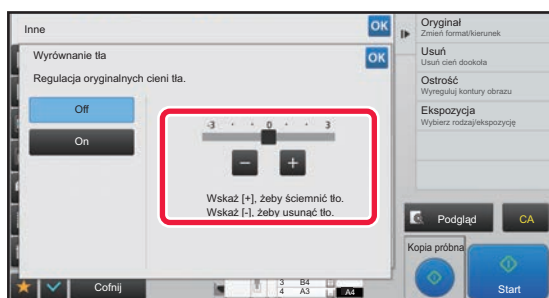 Inne
OK
Wyrównanie tła
OK
Regulacja oryginalnych cieni tła.
Off
On
-3 0 3
Wskaż [+], żeby ściemnić tło.
Wskaż [-], żeby usunąć tło.
Cofnij
3 B4
4 A3
A4
Oryginał
Zmień format/kierunek
Usuń
Usuń cień dookoła
Ostrość
Wyreguluj kontury obrazu
Ekspozycja
Wybierz rodzaj/ekspozycję
Podgląd
CA
Kopia próbna
Start